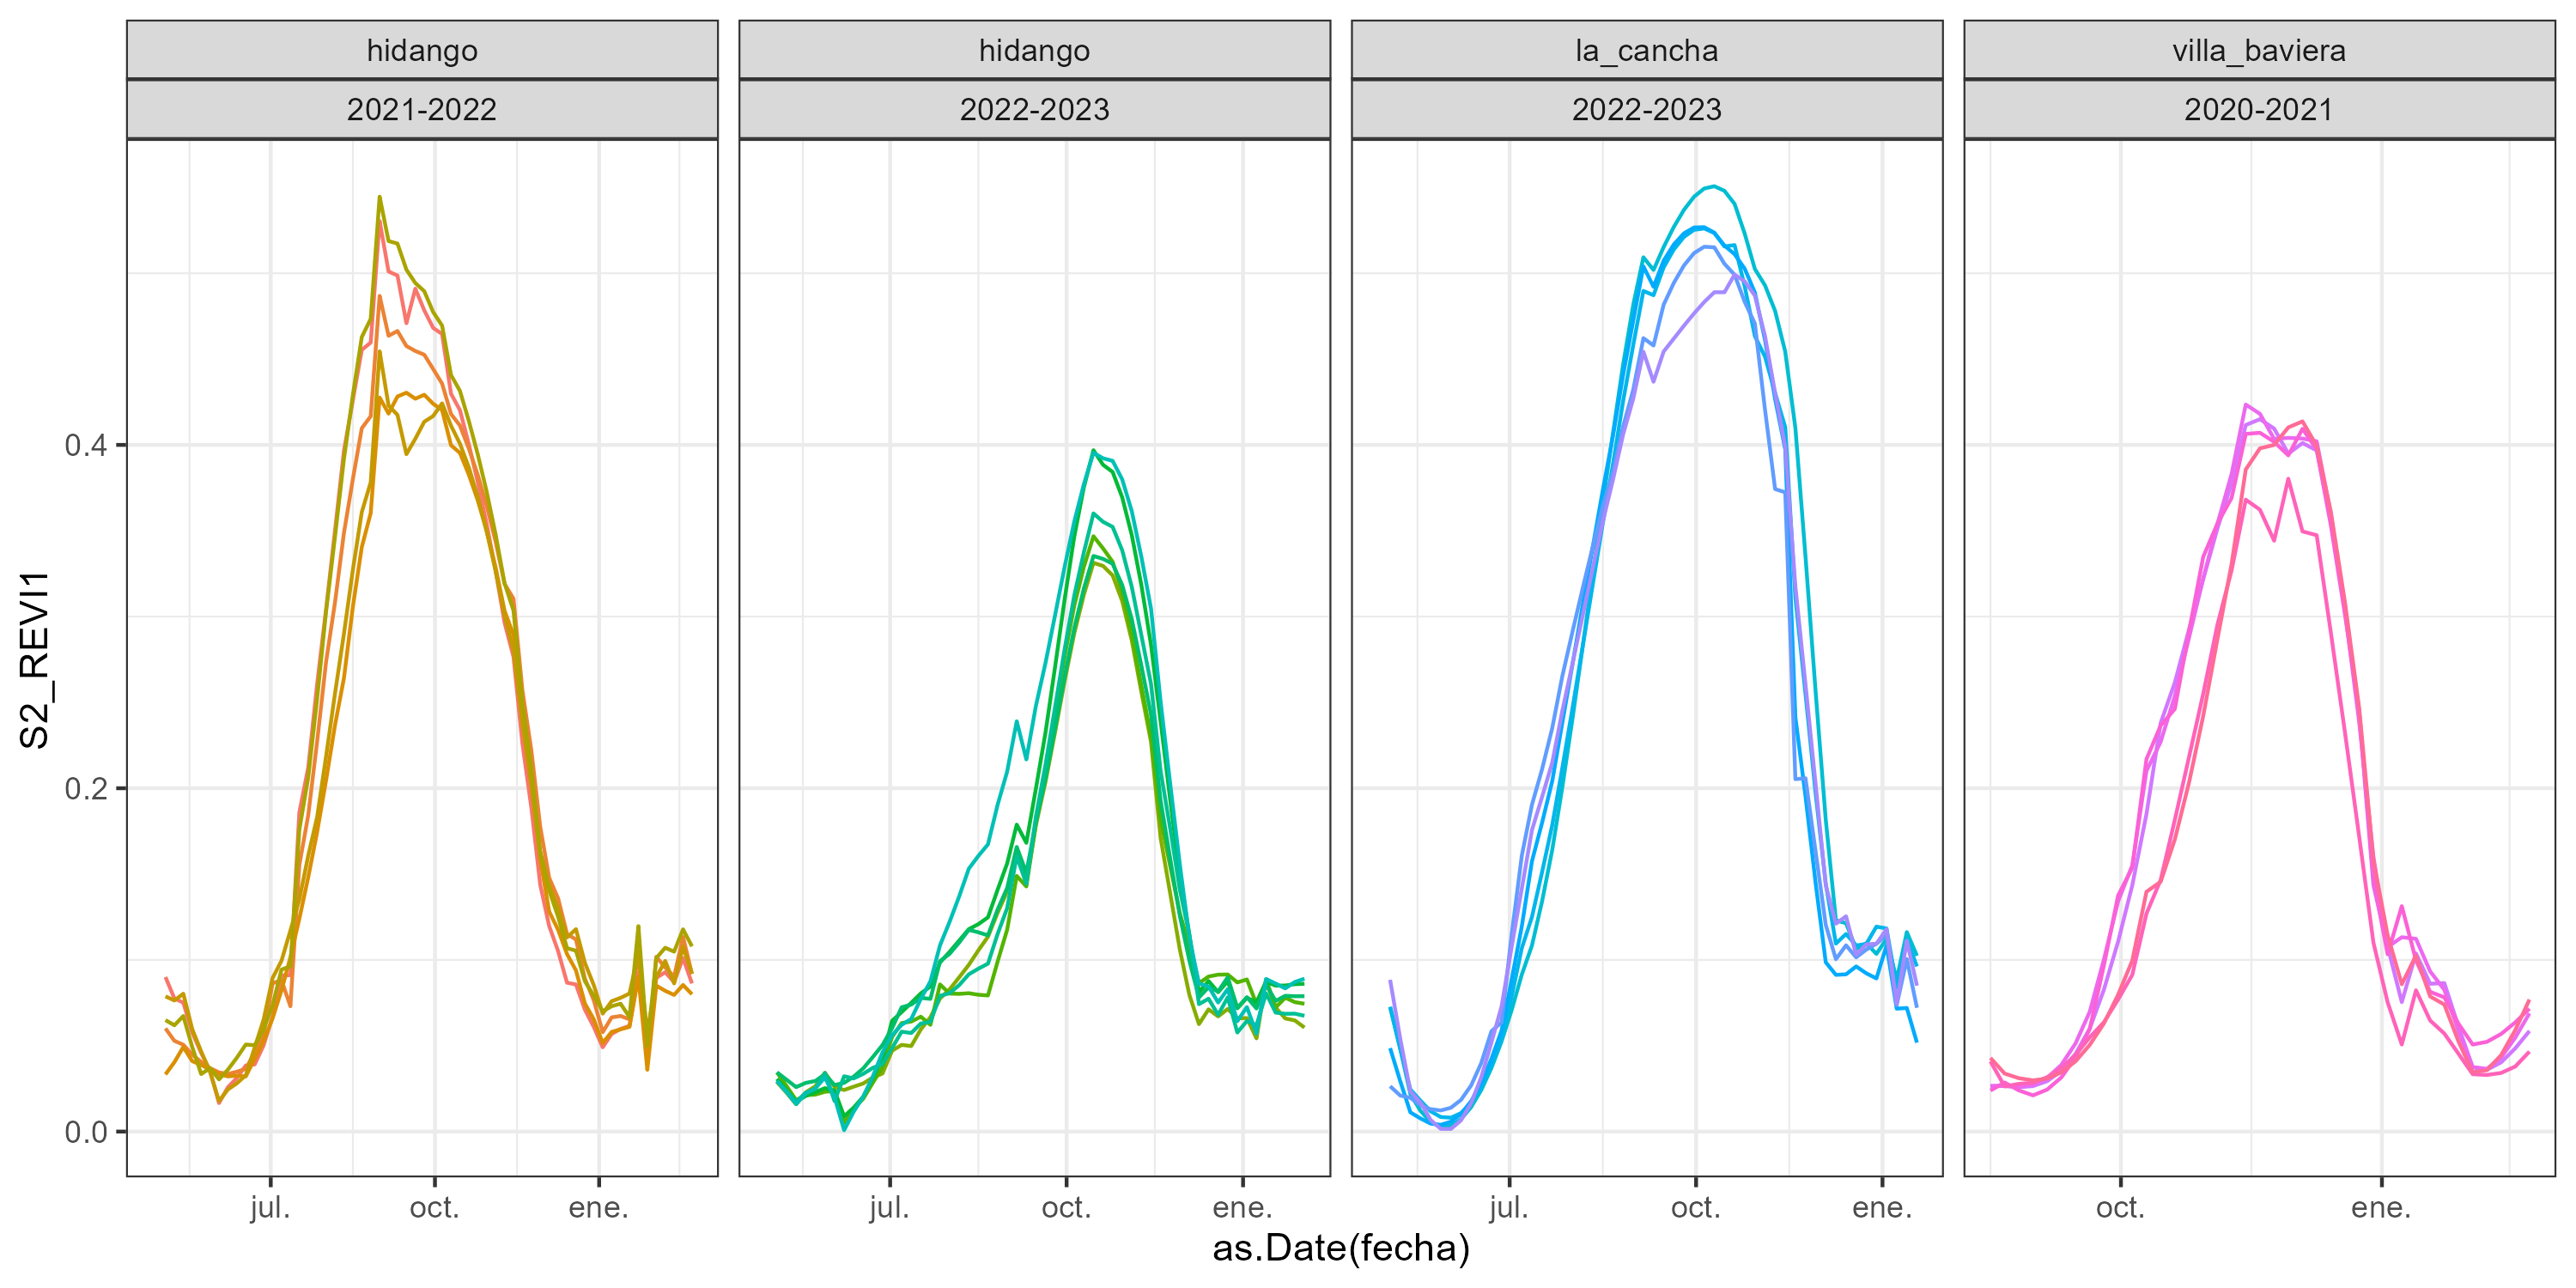 hidango
hidango
la_cancha
villa_baviera
2021-2022
2022-2023
2022-2023
2020-2021
S2_REVI1
0.4
0.2
0.0
jul.
oct.
ene.
jul.
oct.
ene.
jul.
oct.
ene.
oct.
ene.
as.Date(fecha)